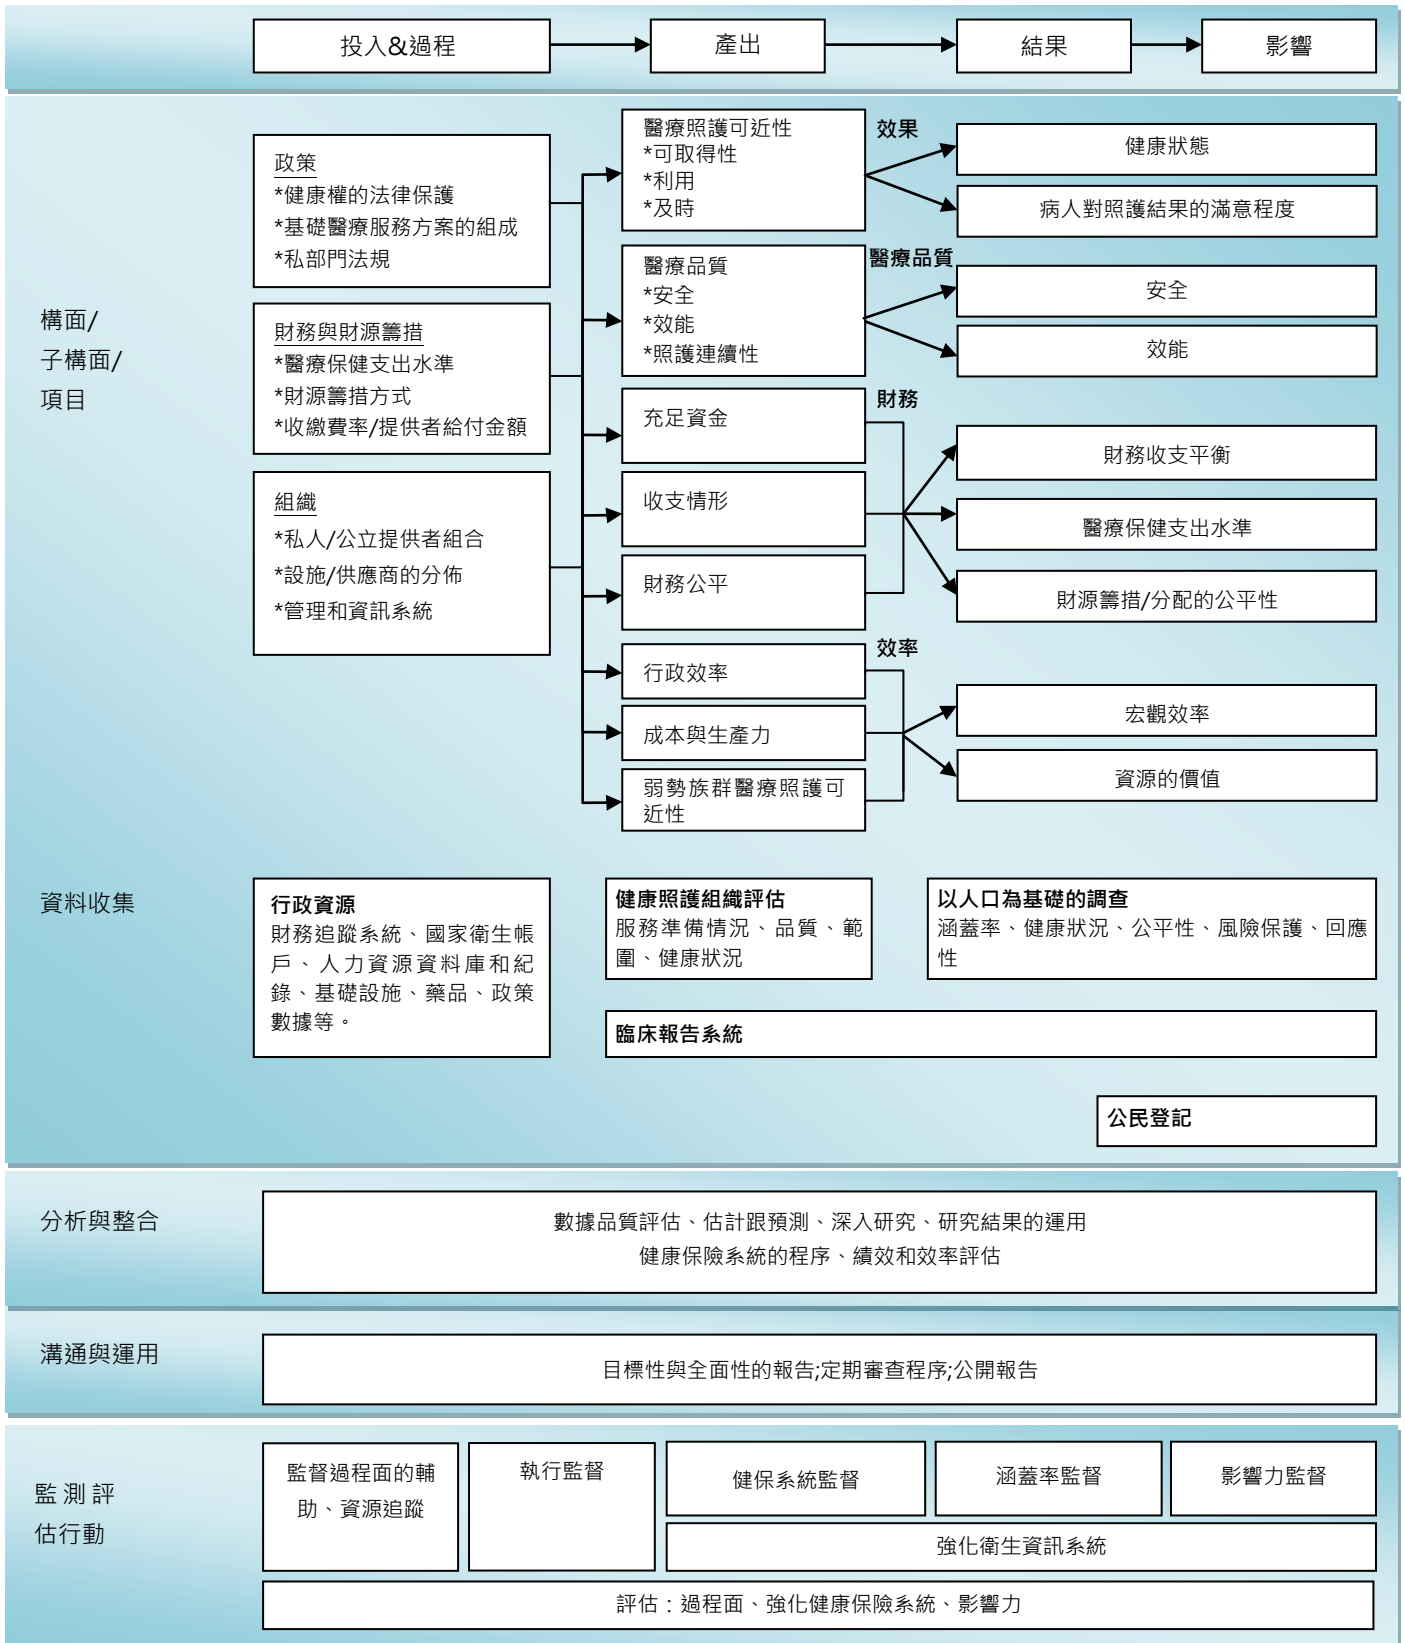 投入&過程
產出
結果
影響
構面/
子構面/
項目
政策
*健康權的法律保護
*基礎醫療服務方案的組成
*私部門法規
財務與財源籌措
*醫療保健支出水準
*財源籌措方式
*收繳費率/提供者給付金額
組織
*私人/公立提供者組合
*設施/供應商的分佈
*管理和資訊系統
醫療照護可近性
*可取得性
*利用
*及時
醫療品質
*安全
*效能
*照護連續性
充足資金
收支情形
財務公平
行政效率
成本與生產力
弱勢族群醫療照護可
近性
效果
健康狀態
病人對照護結果的滿意程度
醫療品質
安全
效能
財務
財務收支平衡
醫療保健支出水準
財源籌措/分配的公平性
效率
宏觀效率
資源的價值
資料收集
行政資源
財務追蹤系統、國家衛生帳
戶、人力資源資料庫和紀
錄、基礎設施、藥品、政策
數據等。
健康照護組織評估
服務準備情況、品質、範
圍、健康狀況
以人口為基礎的調查
涵蓋率、健康狀況、公平性、風險保護、回應
性
臨床報告系統
公民登記
分析與整合
數據品質評估、估計跟預測、深入研究、研究結果的運用
健康保險系統的程序、績效和效率評估
溝通與運用
目標性與全面性的報告;定期審查程序;公開報告
監測評
估行動
監督過程面的輔
助、資源追蹤
執行監督
健保系統監督
涵蓋率監督
影響力監督
強化衛生資訊系統
評估：過程面、強化健康保險系統、影響力